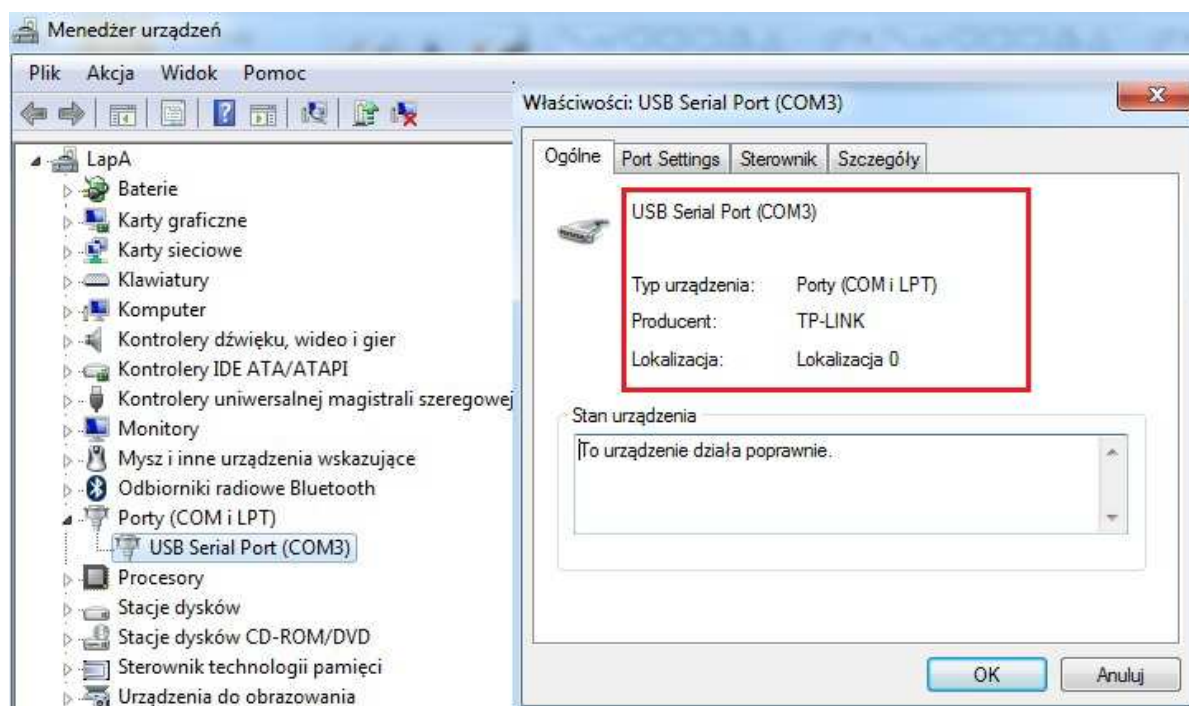 Menedżer urządzeń
Plik Akcja Widok Pomoc
LapA
Baterie
Karty graficzne
Karty sieciowe
Klawiatury
Komputer
Kontrolery dźwięku, wideo i gier
Kontrolery IDE ATA/ATAPI
Kontrolery uniwersalnej magistrali szeregowej
Monitory
Mysz i inne urządzenia wskazujące
Odbiorniki radiowe Bluetooth
Porty (COM i LPT)
USB Serial Port (COM3)
Procesory
Stacje dysków
Stacje dysków CD-ROM/DVD
Sterownik technologii pamięci
Urządzenia do obrazowania
Właściwości: USB Serial Port (COM3)
Ogólne Port Settings Sterownik Szczegóły
USB Serial Port (COM3)
Typ urządzenia: Porty (COM i LPT)
Producent: TP-LINK
Lokalizacja: Lokalizacja 0
Stan urządzenia
To urządzenie działa poprawnie.
OK Anuluj